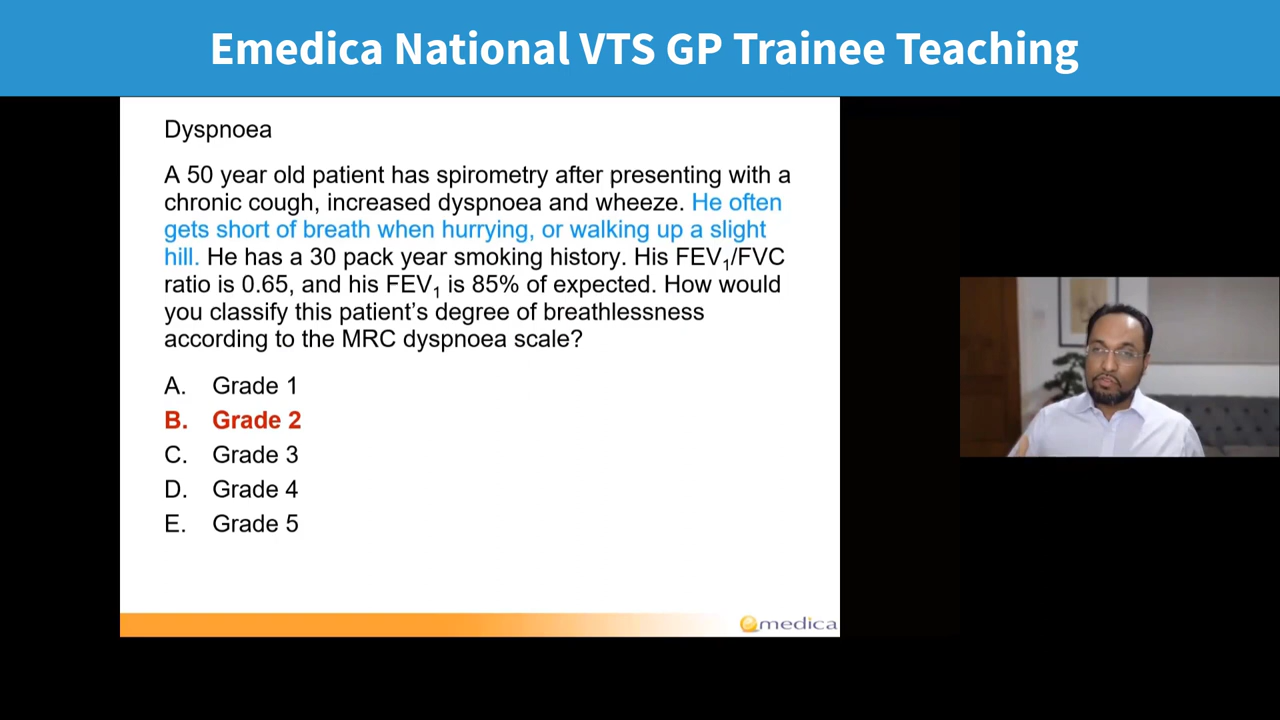 Emedica National VTS GP Trainee Teaching
Dyspnoea
A 50 year old patient has spirometry after presenting with a
chronic cough, increased dyspnoea and wheeze. He often
gets short of breath when hurrying, or walking up a slight
hill. He has a 30 pack year smoking history. His FEV₁/FVC
ratio is 0.65, and his FEV₁ is 85% of expected. How would
you classify this patient’s degree of breathlessness
according to the MRC dyspnoea scale?
A. Grade 1
B. Grade 2
C. Grade 3
D. Grade 4
E. Grade 5
emedica